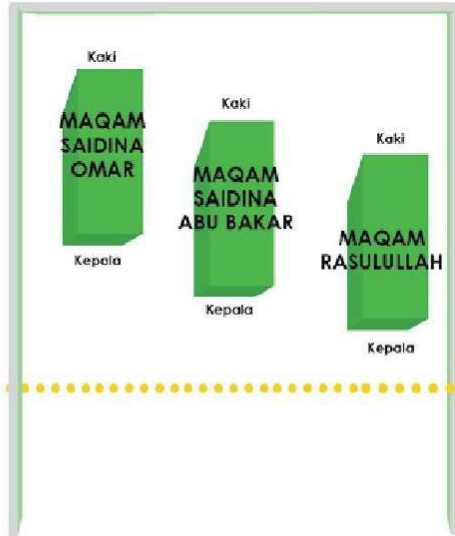 Kaki
MAQAM
SAIDINA
OMAR
Kepala
Kaki
MAQAM
SAIDINA
ABU BAKAR
Kepala
Kaki
MAQAM
RASULULLAH
Kepala